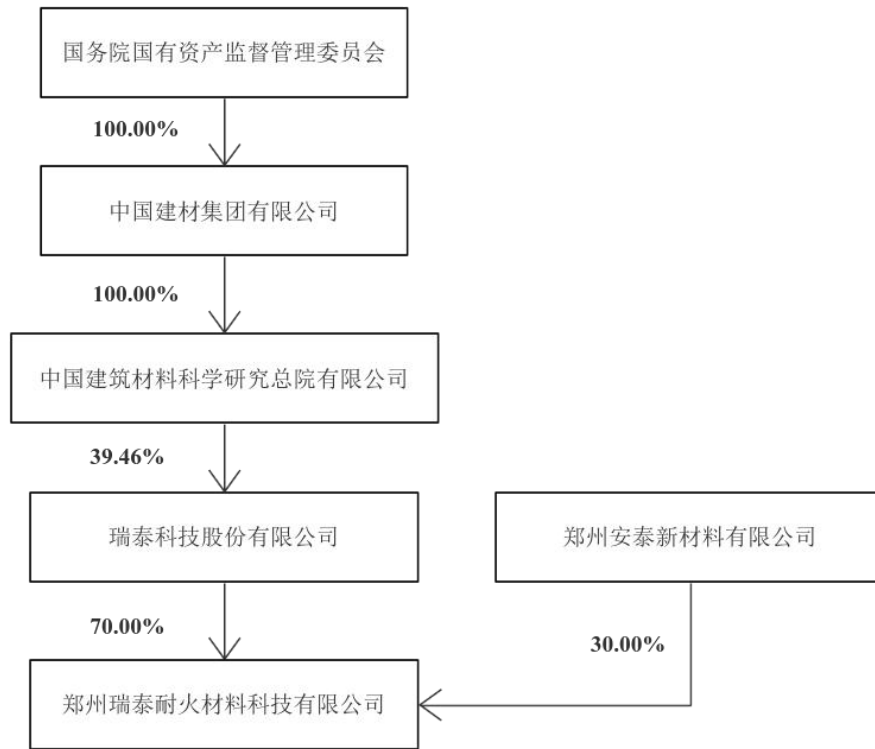 国务院国有资产监督管理委员会
100.00%
中国建材集团有限公司
100.00%
中国建筑材料科学研究总院有限公司
39.46%
瑞泰科技股份有限公司
郑州安泰新材料有限公司
70.00%
30.00%
郑州瑞泰耐火材料科技有限公司